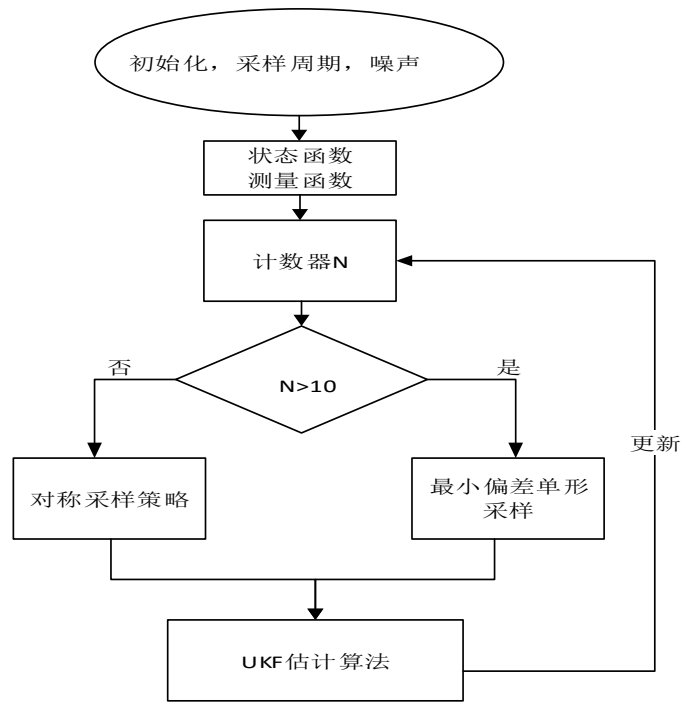 初始化，采样周期，噪声
状态函数
测量函数
计数器N
N>10
否
是
更新
对称采样策略
最小偏差单形
采样
UKF估计算法